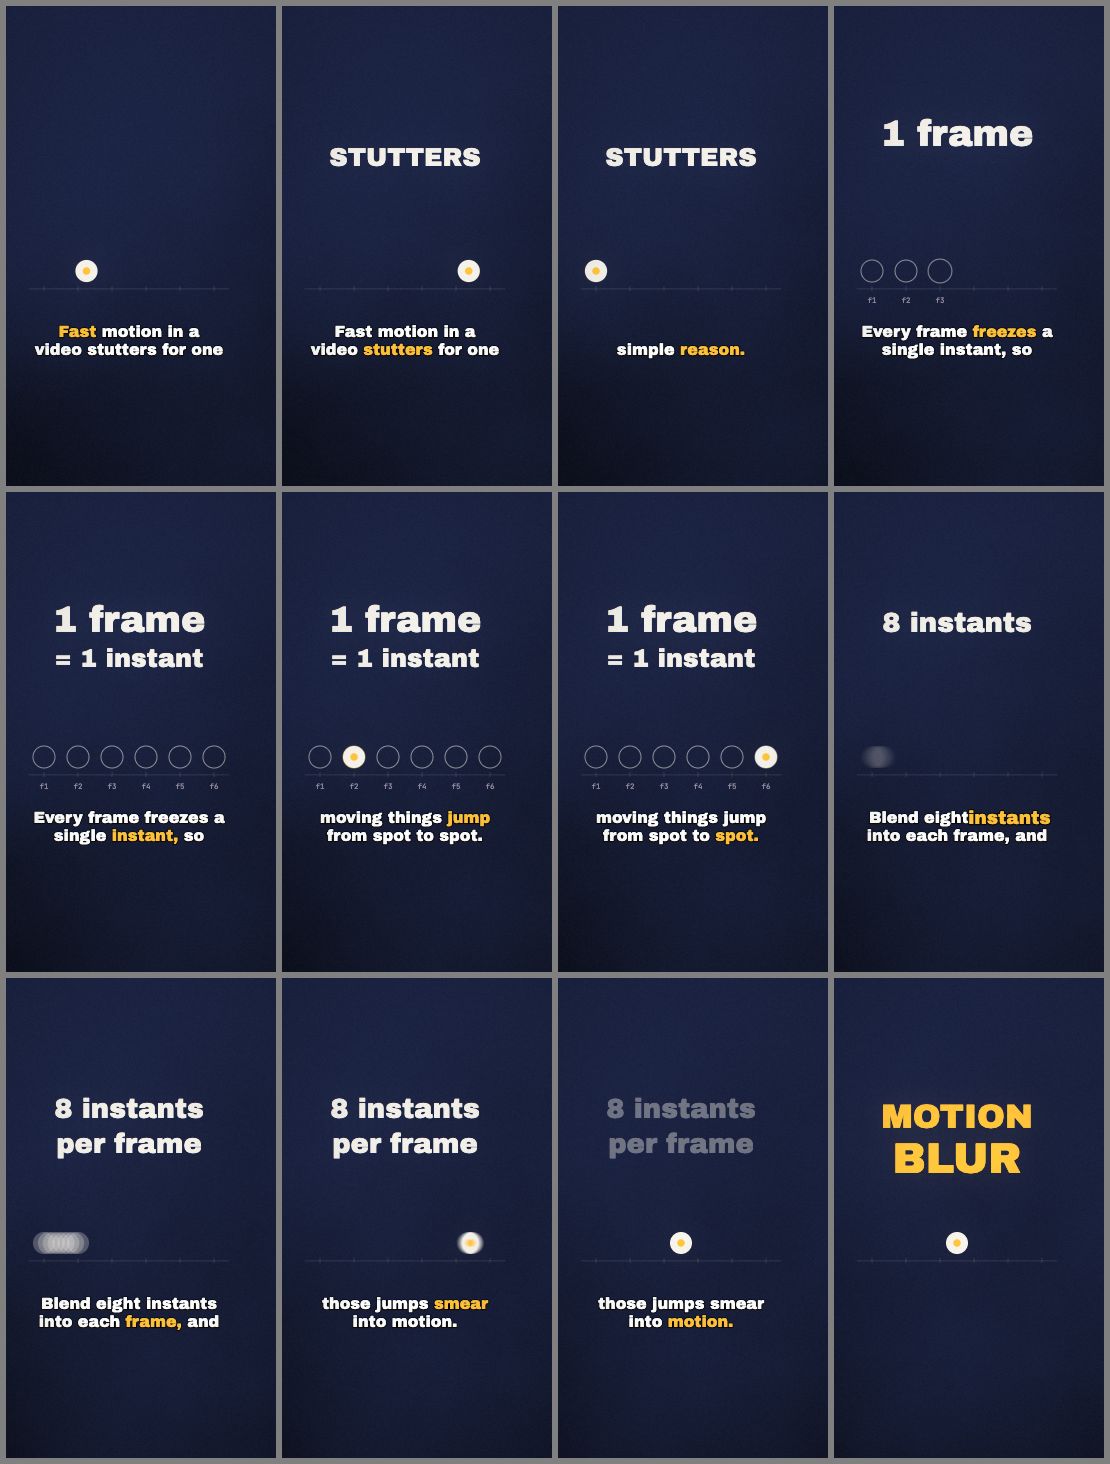 Fast motion in a
video stutters for one
STUTTERS
Fast motion in a
video stutters for one
STUTTERS
simple reason.
1 frame
f1 f2 f3
Every frame freezes a
single instant, so
1 frame
= 1 instant
f1 f2 f3 f4 f5 f6
Every frame freezes a
single instant, so
1 frame
= 1 instant
f1 f2 f3 f4 f5 f6
moving things jump
from spot to spot.
1 frame
= 1 instant
f1 f2 f3 f4 f5 f6
moving things jump
from spot to spot.
8 instants
Blend eightinstants
into each frame, and
8 instants
per frame
Blend eight instants
into each frame, and
8 instants
per frame
those jumps smear
into motion.
8 instants
per frame
those jumps smear
into motion.
MOTION
BLUR